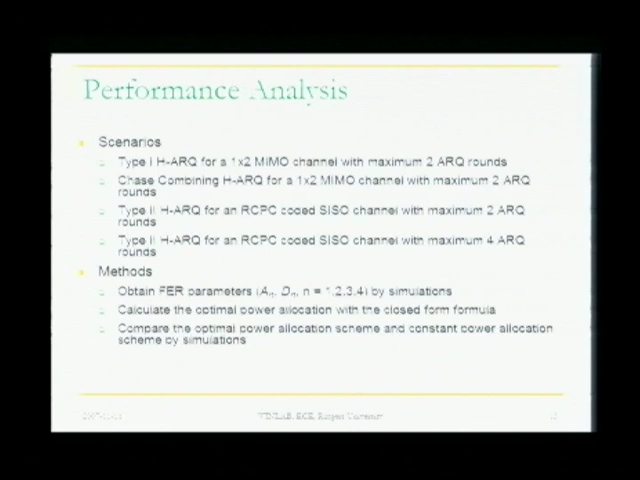 Performance Analysis
Scenarios
Type I H-ARQ for a 1x2 MIMO channel with maximum 2 ARQ rounds
Chase Combining H-ARQ for a 1x2 MIMO channel with maximum 2 ARQ
rounds
Type II H-ARQ for an RCPC coded SISO channel with maximum 2 ARQ
rounds
Type II H-ARQ for an RCPC coded SISO channel with maximum 4 ARQ
rounds
Methods
Obtain FER parameters (Aₙ, Dₙ, n = 1,2,3,4) by simulations
Calculate the optimal power allocation with the closed form formula
Compare the optimal power allocation scheme and constant power allocation
scheme by simulations
WINLAB, ECE, Rutgers University